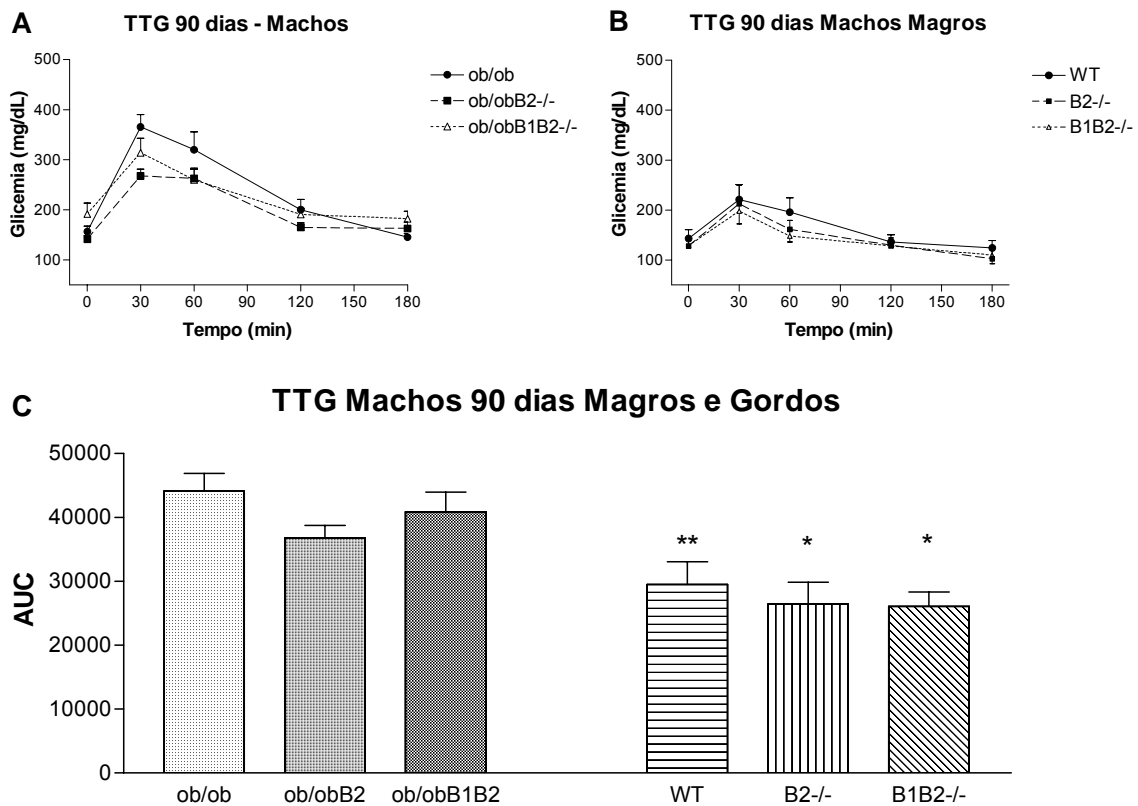 A
TTG 90 dias - Machos
500
400
300
200
100
Glicemia (mg/dL)
0 30 60 90 120 150 180
Tempo (min)
ob/ob
ob/obB2-/-
ob/obB1B2-/-
B
TTG 90 dias Machos Magros
500
400
300
200
100
Glicemia (mg/dL)
0 30 60 90 120 150 180
Tempo (min)
WT
B2-/-
B1B2-/-
C
TTG Machos 90 dias Magros e Gordos
50000
40000
30000
20000
10000
0
AUC
** * *
ob/ob ob/obB2 ob/obB1B2 WT B2-/- B1B2-/-